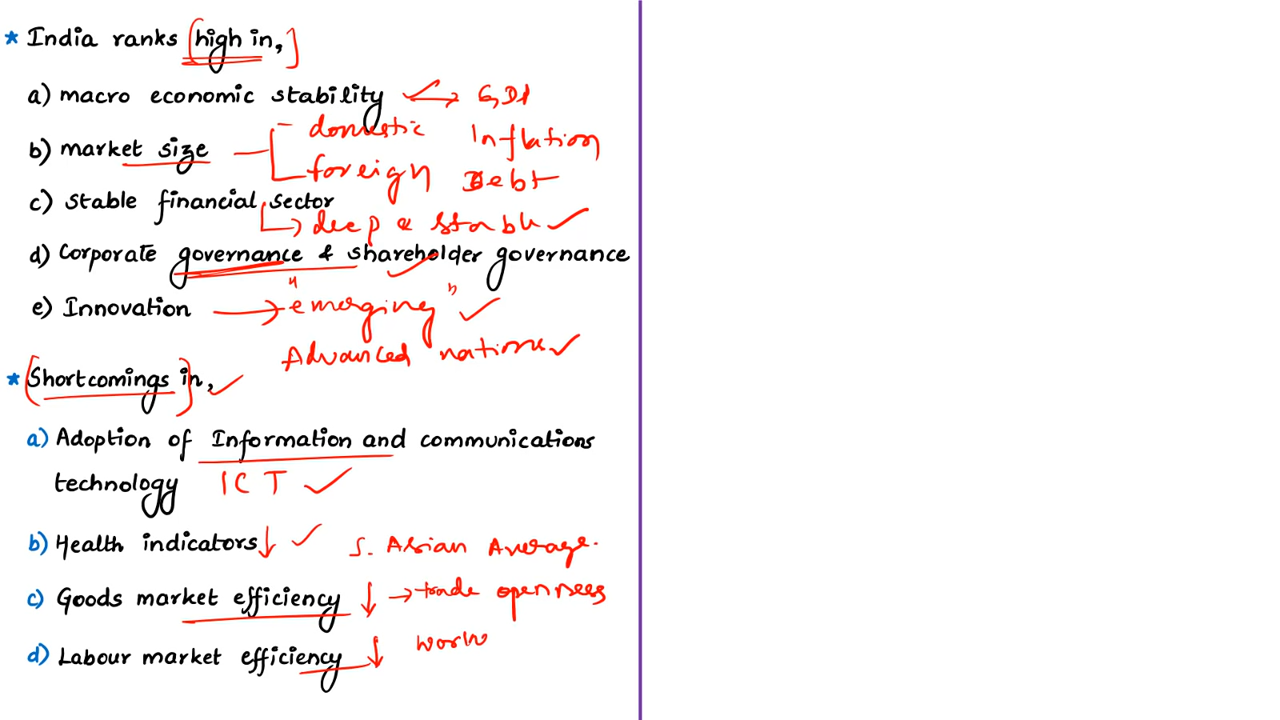 * India ranks (high in,]
a) macro economic stability → GDP
domestic Inflation
b) market size
foreign Debt
c) Stable financial sector
→ deep & stable ✓
d) Corporate governance & shareholder governance
e) Innovation → "emerging" ✓
Advanced nations ✓
* (Shortcomings in, ✓
a) Adoption of Information and communications
technology ICT ✓
b) Health indicators ↓ ✓ S. Asian Average.
c) Goods market efficiency ↓ → trade openness
d) Labour market efficiency ↓